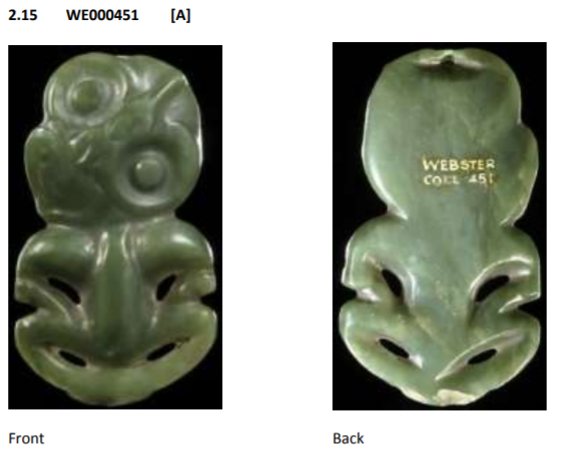 2.15 WE000451 [A]
WEBSTER
COLL 451
Front
Back